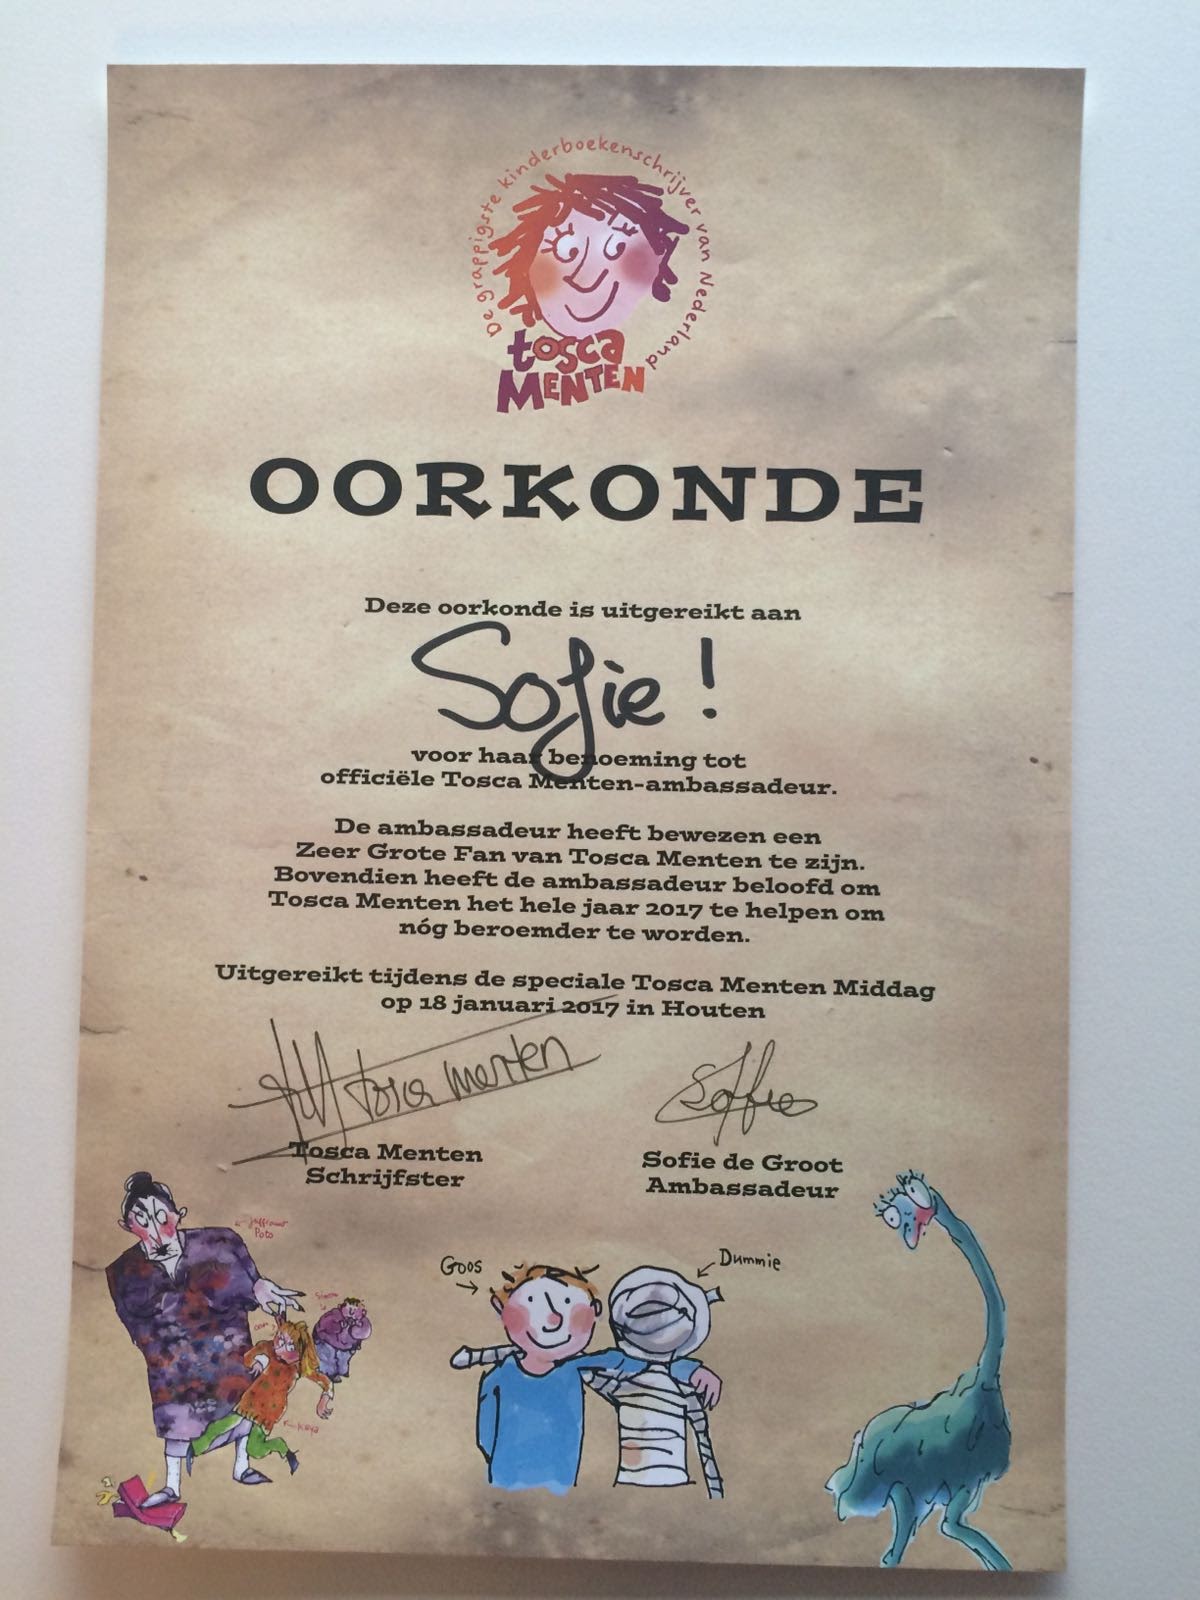 De grappigste kinderboekenschrijver van Nederland
tosca
MENTEN
OORKONDE
Deze oorkonde is uitgereikt aan
Sofie!
voor haar benoeming tot
officiële Tosca Menten-ambassadeur.
De ambassadeur heeft bewezen een
Zeer Grote Fan van Tosca Menten te zijn.
Bovendien heeft de ambassadeur beloofd om
Tosca Menten het hele jaar 2017 te helpen om
nóg beroemder te worden.
Uitgereikt tijdens de speciale Tosca Menten Middag
op 18 januari 2017 in Houten
tosca menten
Tosca Menten
Schrijfster
Sofie de Groot
Ambassadeur
juffrouw
Poto
Kaya
Goos
Dummie